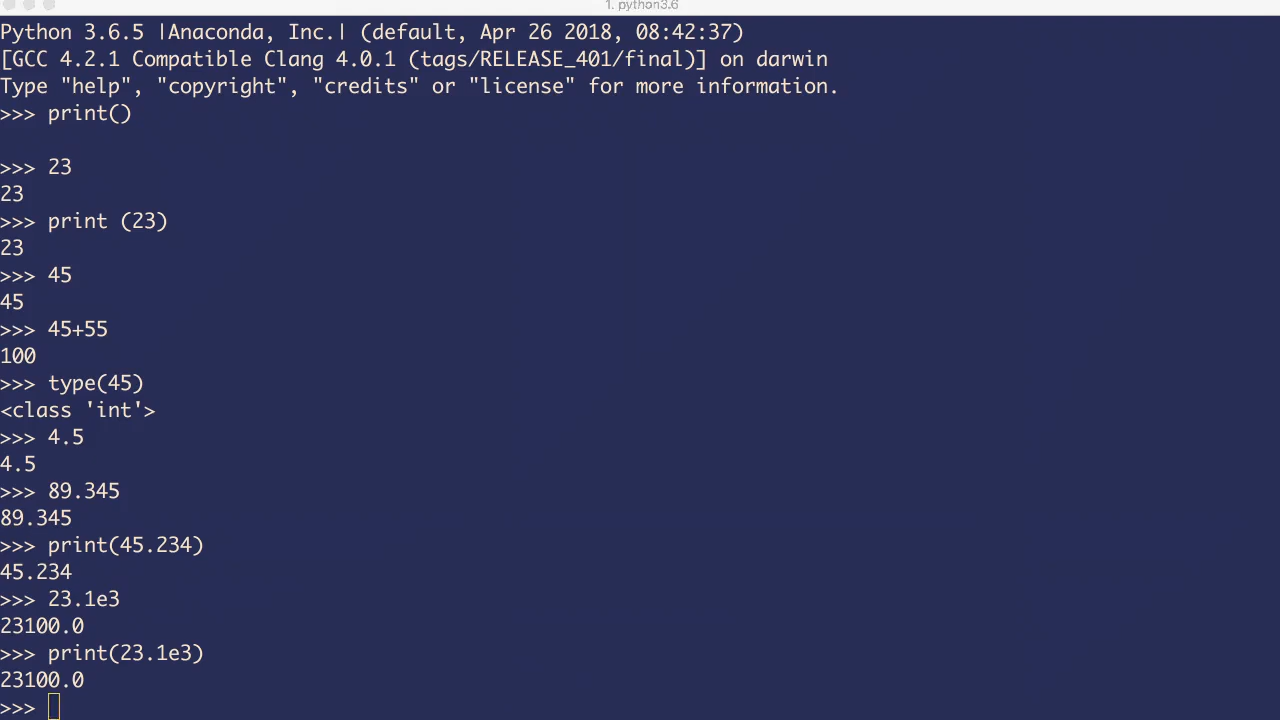 1. python3.6
Python 3.6.5 |Anaconda, Inc.| (default, Apr 26 2018, 08:42:37)
[GCC 4.2.1 Compatible Clang 4.0.1 (tags/RELEASE_401/final)] on darwin
Type "help", "copyright", "credits" or "license" for more information.
>>> print()

>>> 23
23
>>> print (23)
23
>>> 45
45
>>> 45+55
100
>>> type(45)
<class 'int'>
>>> 4.5
4.5
>>> 89.345
89.345
>>> print(45.234)
45.234
>>> 23.1e3
23100.0
>>> print(23.1e3)
23100.0
>>>